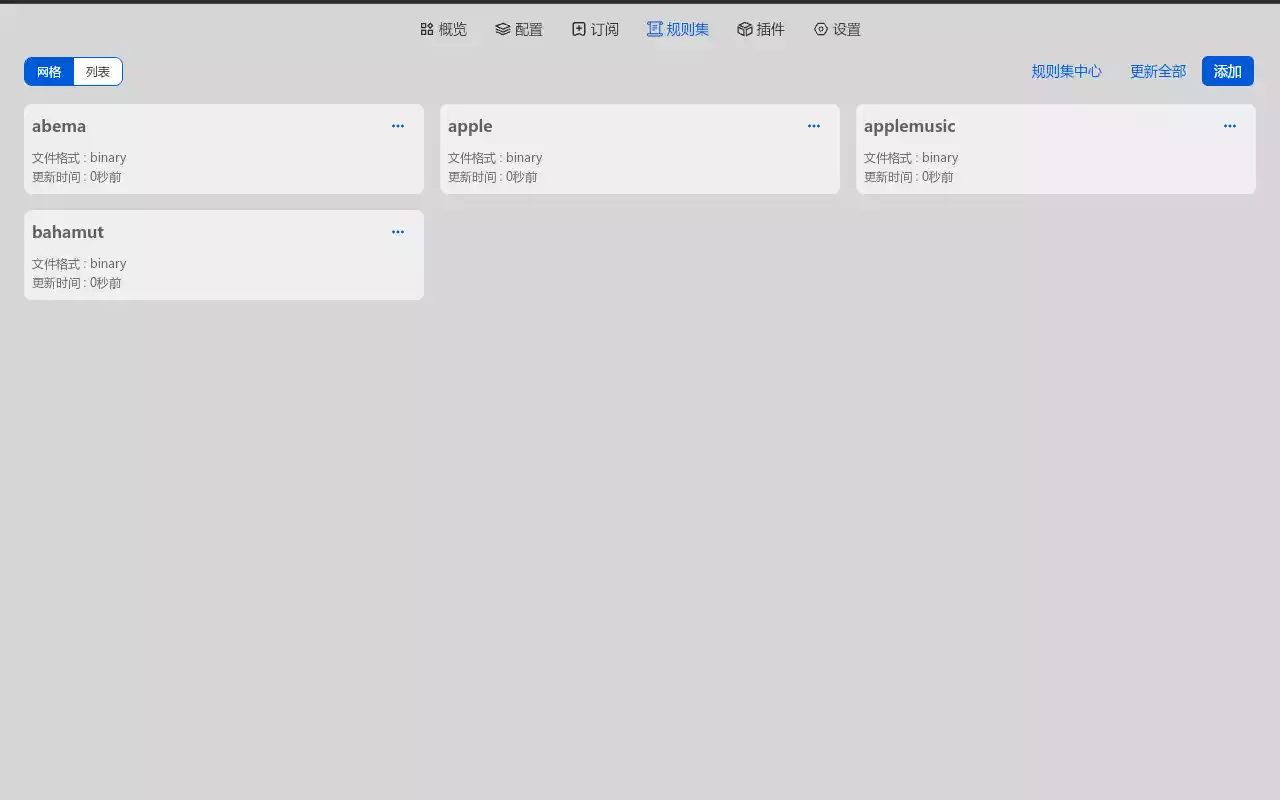 概览 配置 订阅 规则集 插件 设置
网格 列表 规则集中心 更新全部 添加
abema
文件格式 : binary
更新时间 : 0秒前
apple
文件格式 : binary
更新时间 : 0秒前
applemusic
文件格式 : binary
更新时间 : 0秒前
bahamut
文件格式 : binary
更新时间 : 0秒前